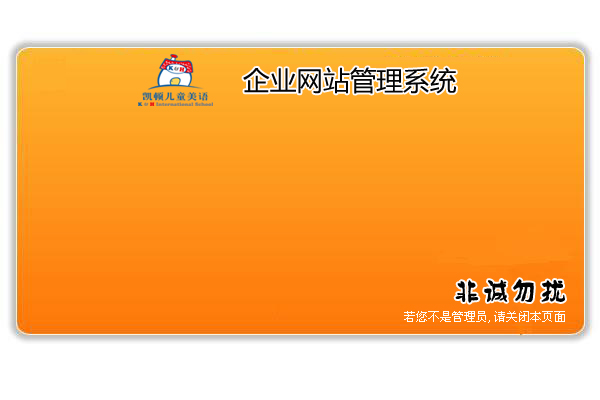 企业网站管理系统
凯顿儿童美语
International School
非诚勿扰
若您不是管理员,请关闭本页面